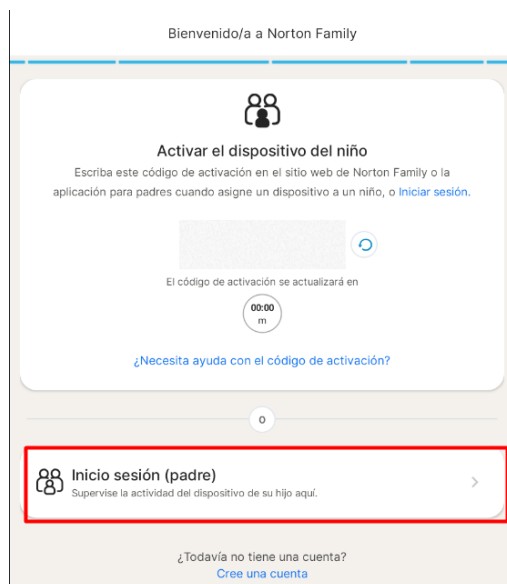 Bienvenido/a a Norton Family
Activar el dispositivo del niño
Escriba este código de activación en el sitio web de Norton Family o la
aplicación para padres cuando asigne un dispositivo a un niño, o Iniciar sesión.
El código de activación se actualizará en
00:00
m
¿Necesita ayuda con el código de activación?
o
Inicio sesión (padre)
Supervise la actividad del dispositivo de su hijo aquí.
¿Todavía no tiene una cuenta?
Cree una cuenta